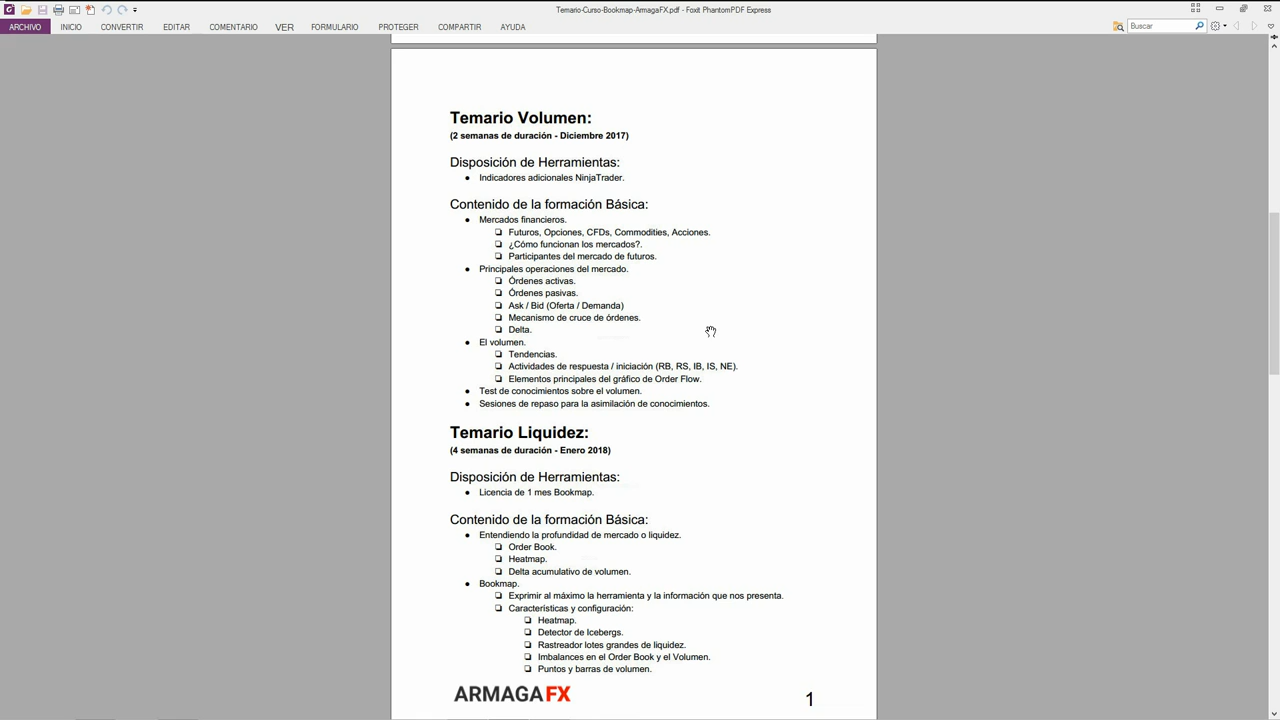 Temario-Curso-Bookmap-ArmagaFX.pdf - Foxit PhantomPDF Express
ARCHIVO INICIO CONVERTIR EDITAR COMENTARIO VER FORMULARIO PROTEGER COMPARTIR AYUDA
Buscar
Temario Volumen:
(2 semanas de duración - Diciembre 2017)
Disposición de Herramientas:
● Indicadores adicionales NinjaTrader.
Contenido de la formación Básica:
● Mercados financieros.
❏ Futuros, Opciones, CFDs, Commodities, Acciones.
❏ ¿Cómo funcionan los mercados?.
❏ Participantes del mercado de futuros.
● Principales operaciones del mercado.
❏ Órdenes activas.
❏ Órdenes pasivas.
❏ Ask / Bid (Oferta / Demanda)
❏ Mecanismo de cruce de órdenes.
❏ Delta.
● El volumen.
❏ Tendencias.
❏ Actividades de respuesta / iniciación (RB, RS, IB, IS, NE).
❏ Elementos principales del gráfico de Order Flow.
● Test de conocimientos sobre el volumen.
● Sesiones de repaso para la asimilación de conocimientos.
Temario Liquidez:
(4 semanas de duración - Enero 2018)
Disposición de Herramientas:
● Licencia de 1 mes Bookmap.
Contenido de la formación Básica:
● Entendiendo la profundidad de mercado o liquidez.
❏ Order Book.
❏ Heatmap.
❏ Delta acumulativo de volumen.
● Bookmap.
❏ Exprimir al máximo la herramienta y la información que nos presenta.
❏ Características y configuración:
❏ Heatmap.
❏ Detector de Icebergs.
❏ Rastreador lotes grandes de liquidez.
❏ Imbalances en el Order Book y el Volumen.
❏ Puntos y barras de volumen.
ARMAGAFX 1